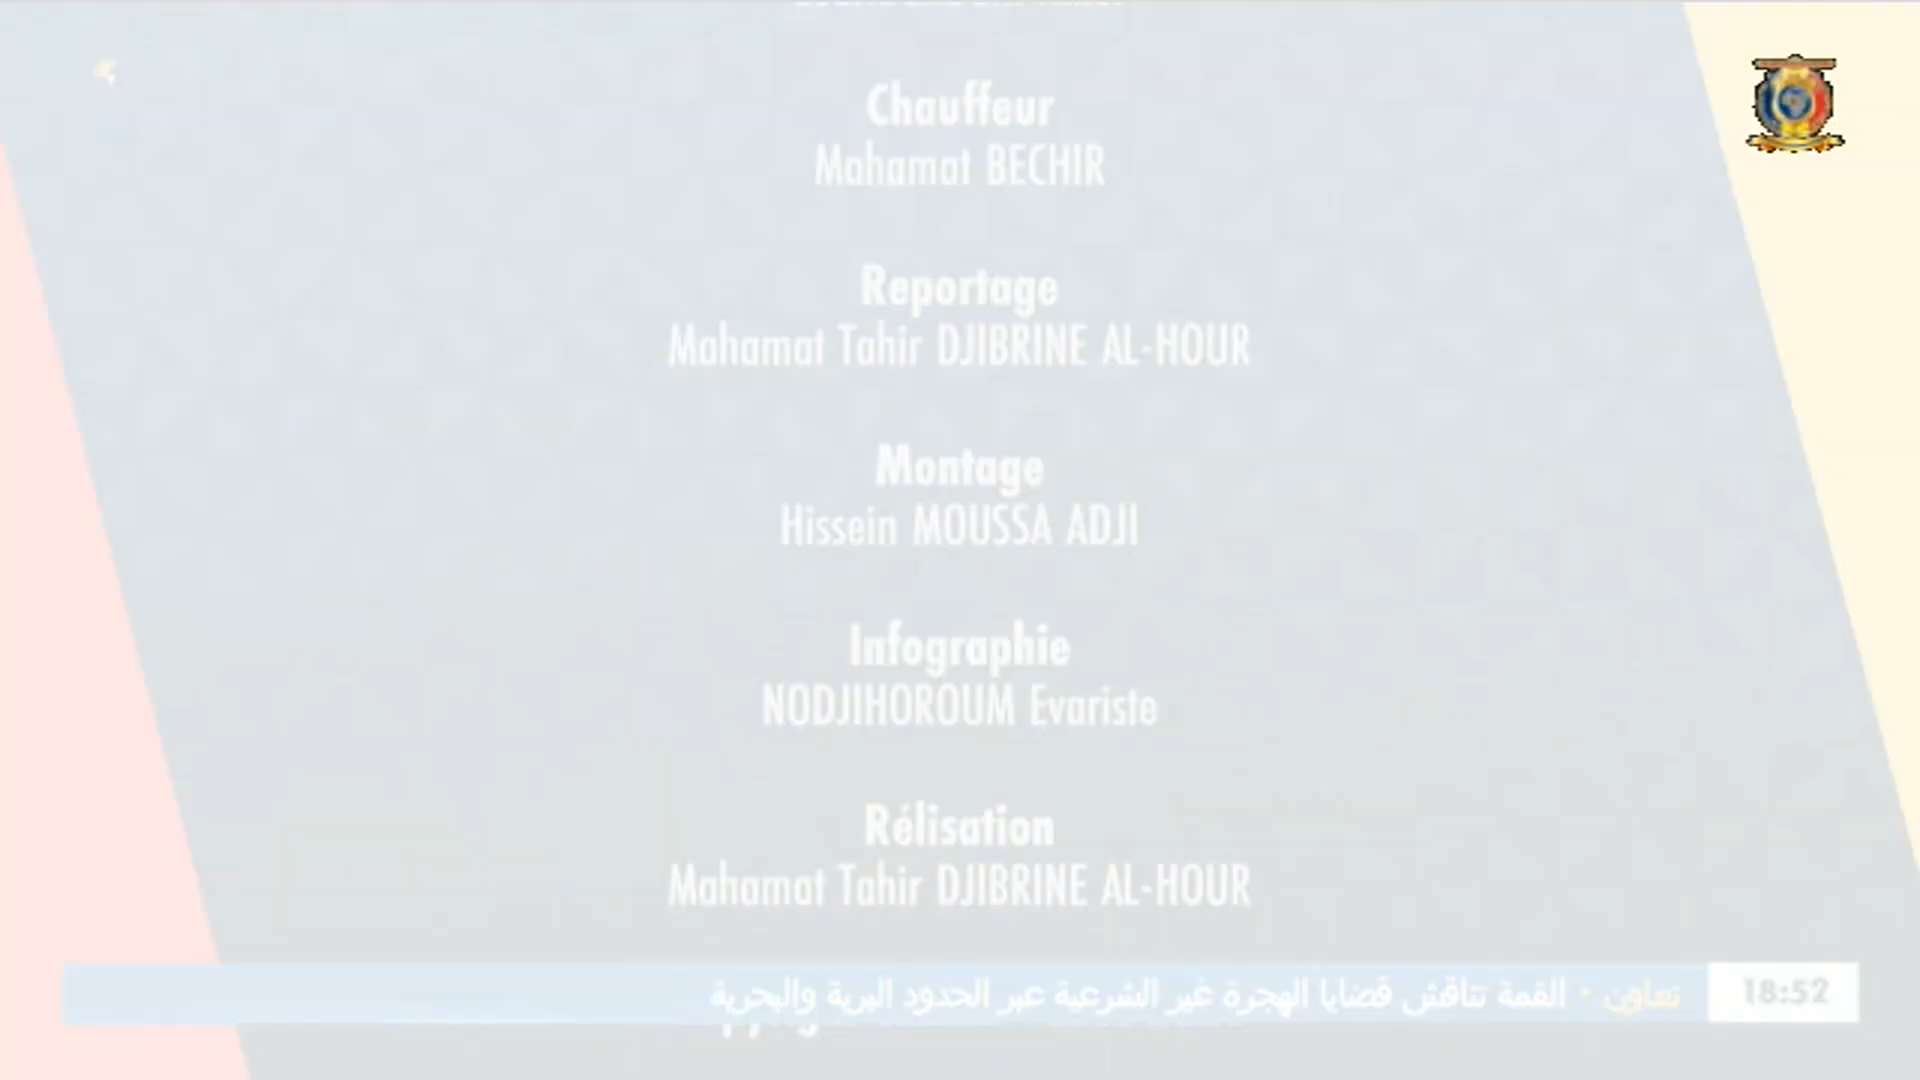 Chauffeur
Mahamat BECHIR
Reportage
Mahamat Tahir DJIBRINE AL-HOUR
Montage
Hissein MOUSSA ADJI
Infographie
NODJIHOROUM Evariste
Rélisation
Mahamat Tahir DJIBRINE AL-HOUR
تعاون • القمة تناقش قضايا الهجرة غير الشرعية عبر الحدود البرية والبحرية
18:52